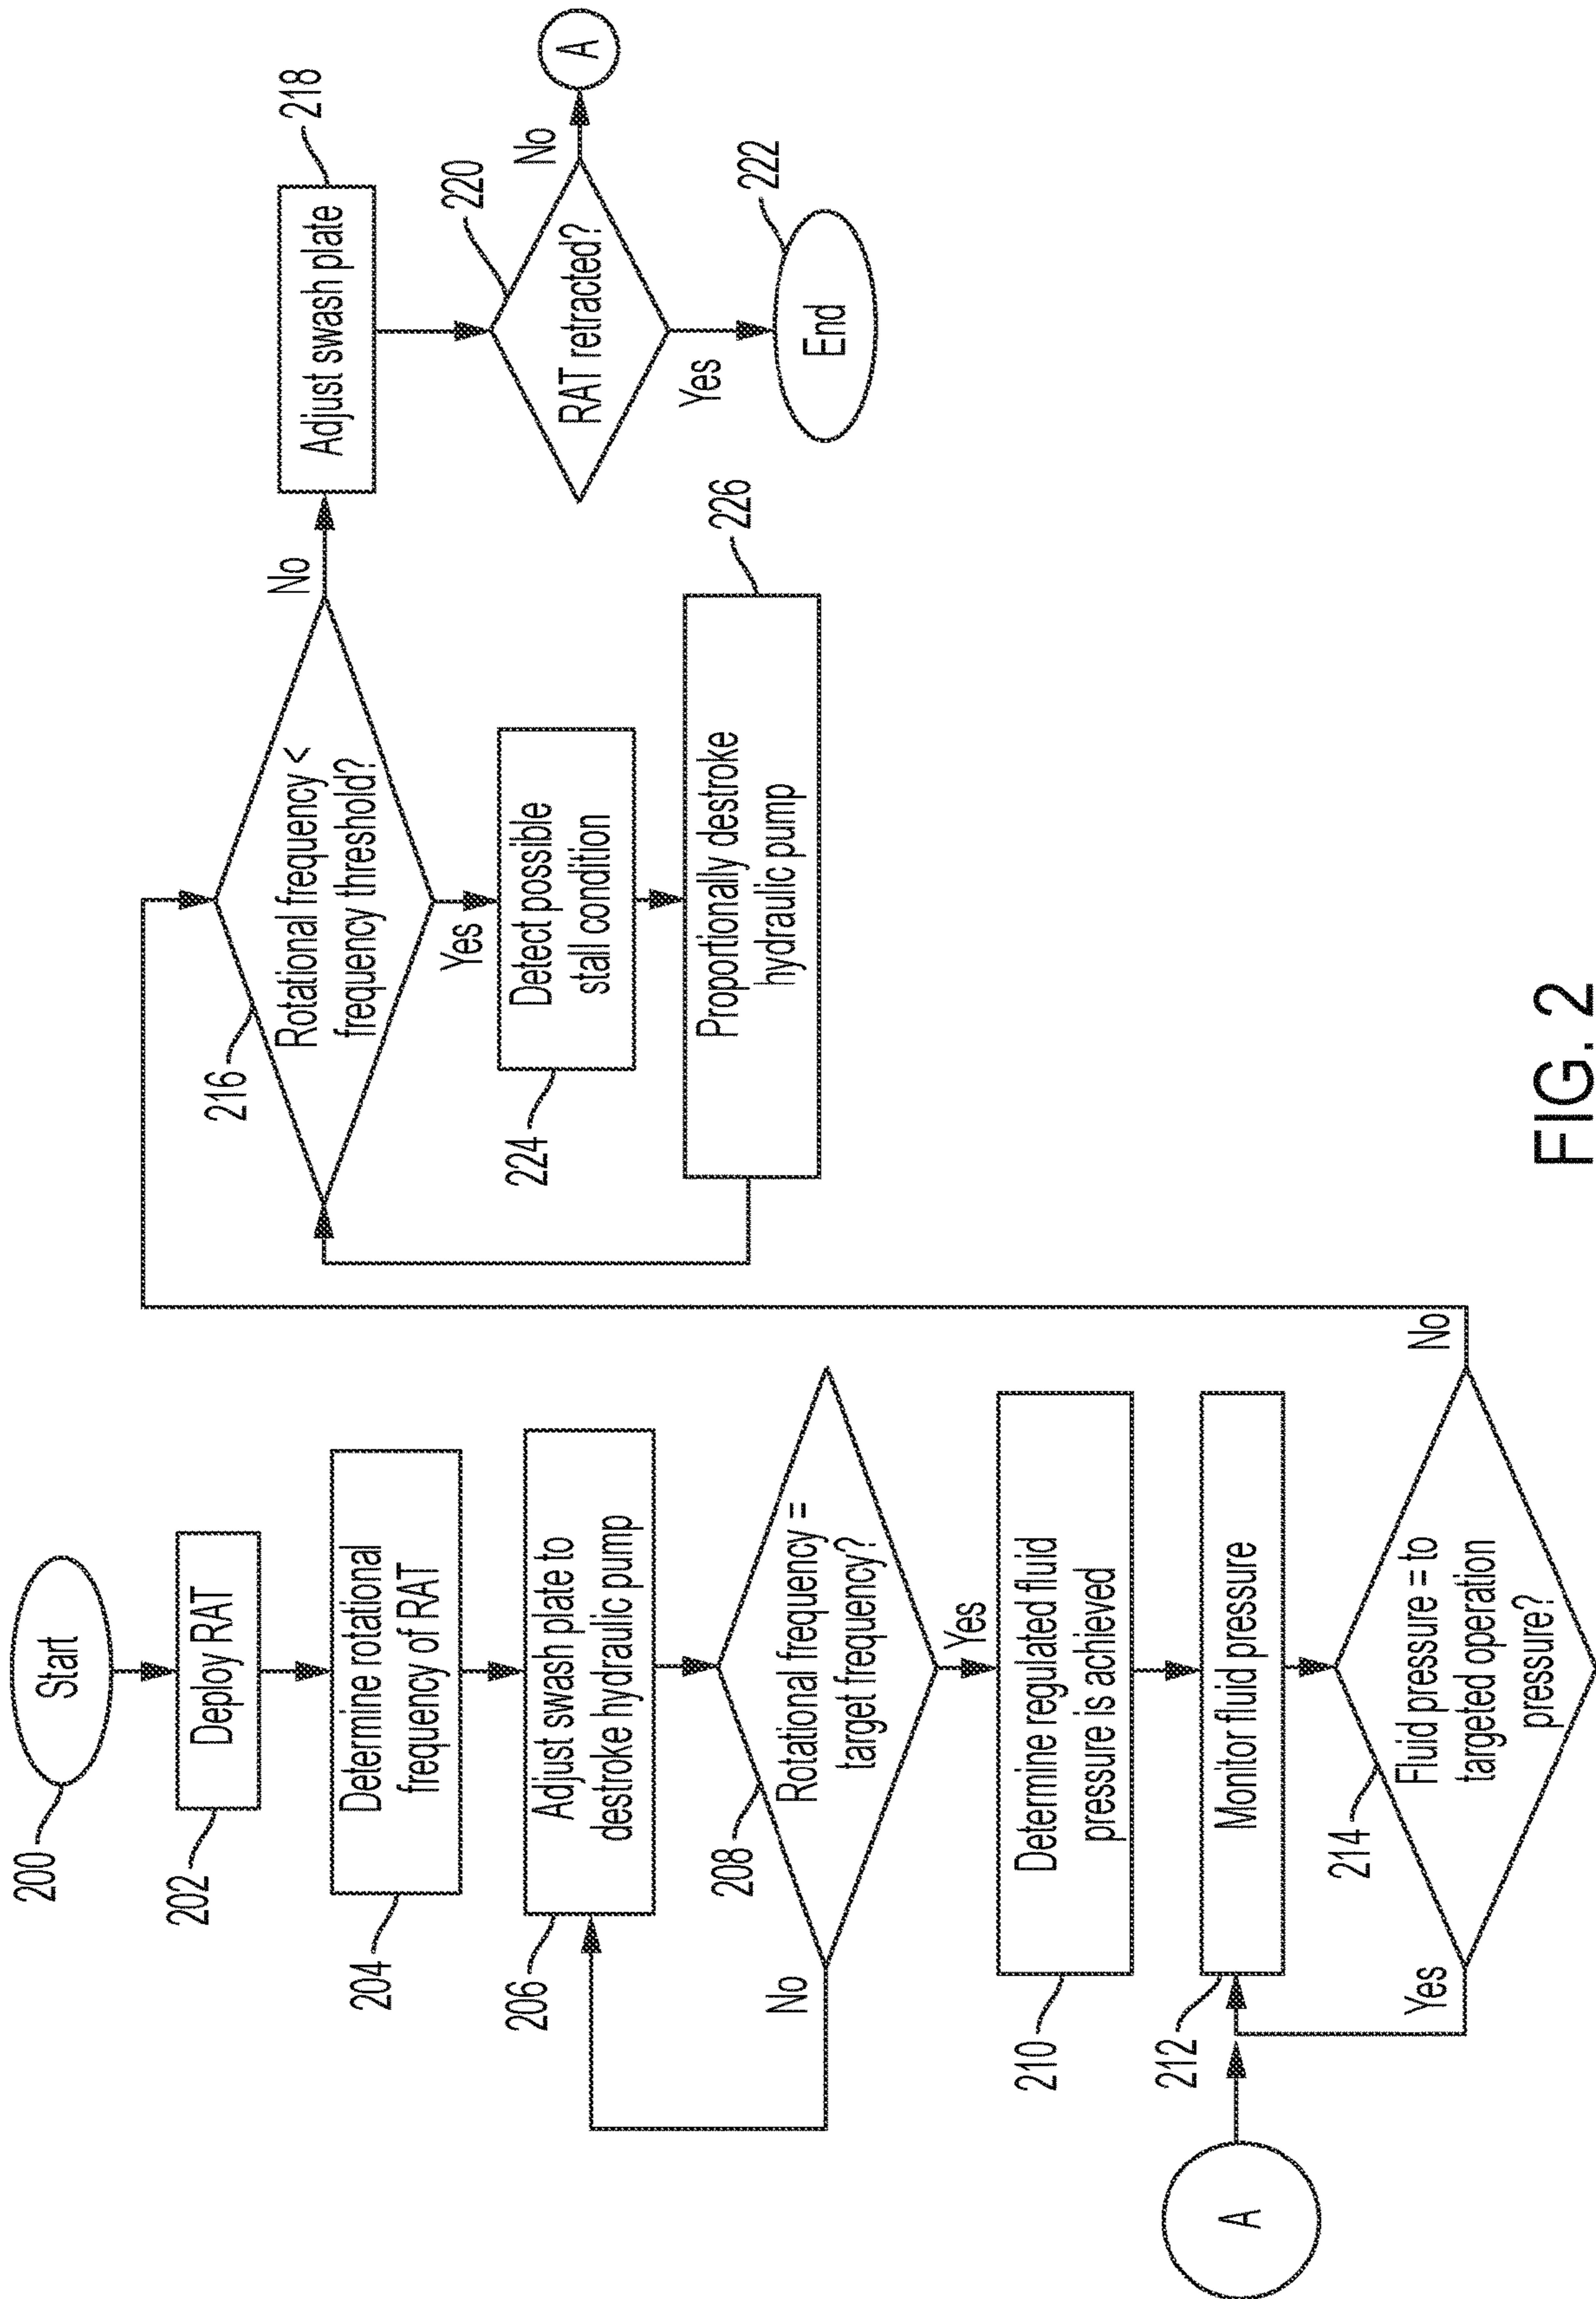 200
Start
202
Deploy RAT
204
Determine rotational
frequency of RAT
206
Adjust swash plate to
destroke hydraulic pump
208
Rotational frequency =
target frequency?
No
Yes
210
Determine regulated fluid
pressure is achieved
A
212
Monitor fluid pressure
214
Fluid pressure = to
targeted operation
pressure?
Yes
No
216
Rotational frequency <
frequency threshold?
No
Yes
224
Detect possible
stall condition
226
Proportionally destroke
hydraulic pump
218
Adjust swash plate
220
RAT retracted?
No
A
Yes
222
End
FIG. 2